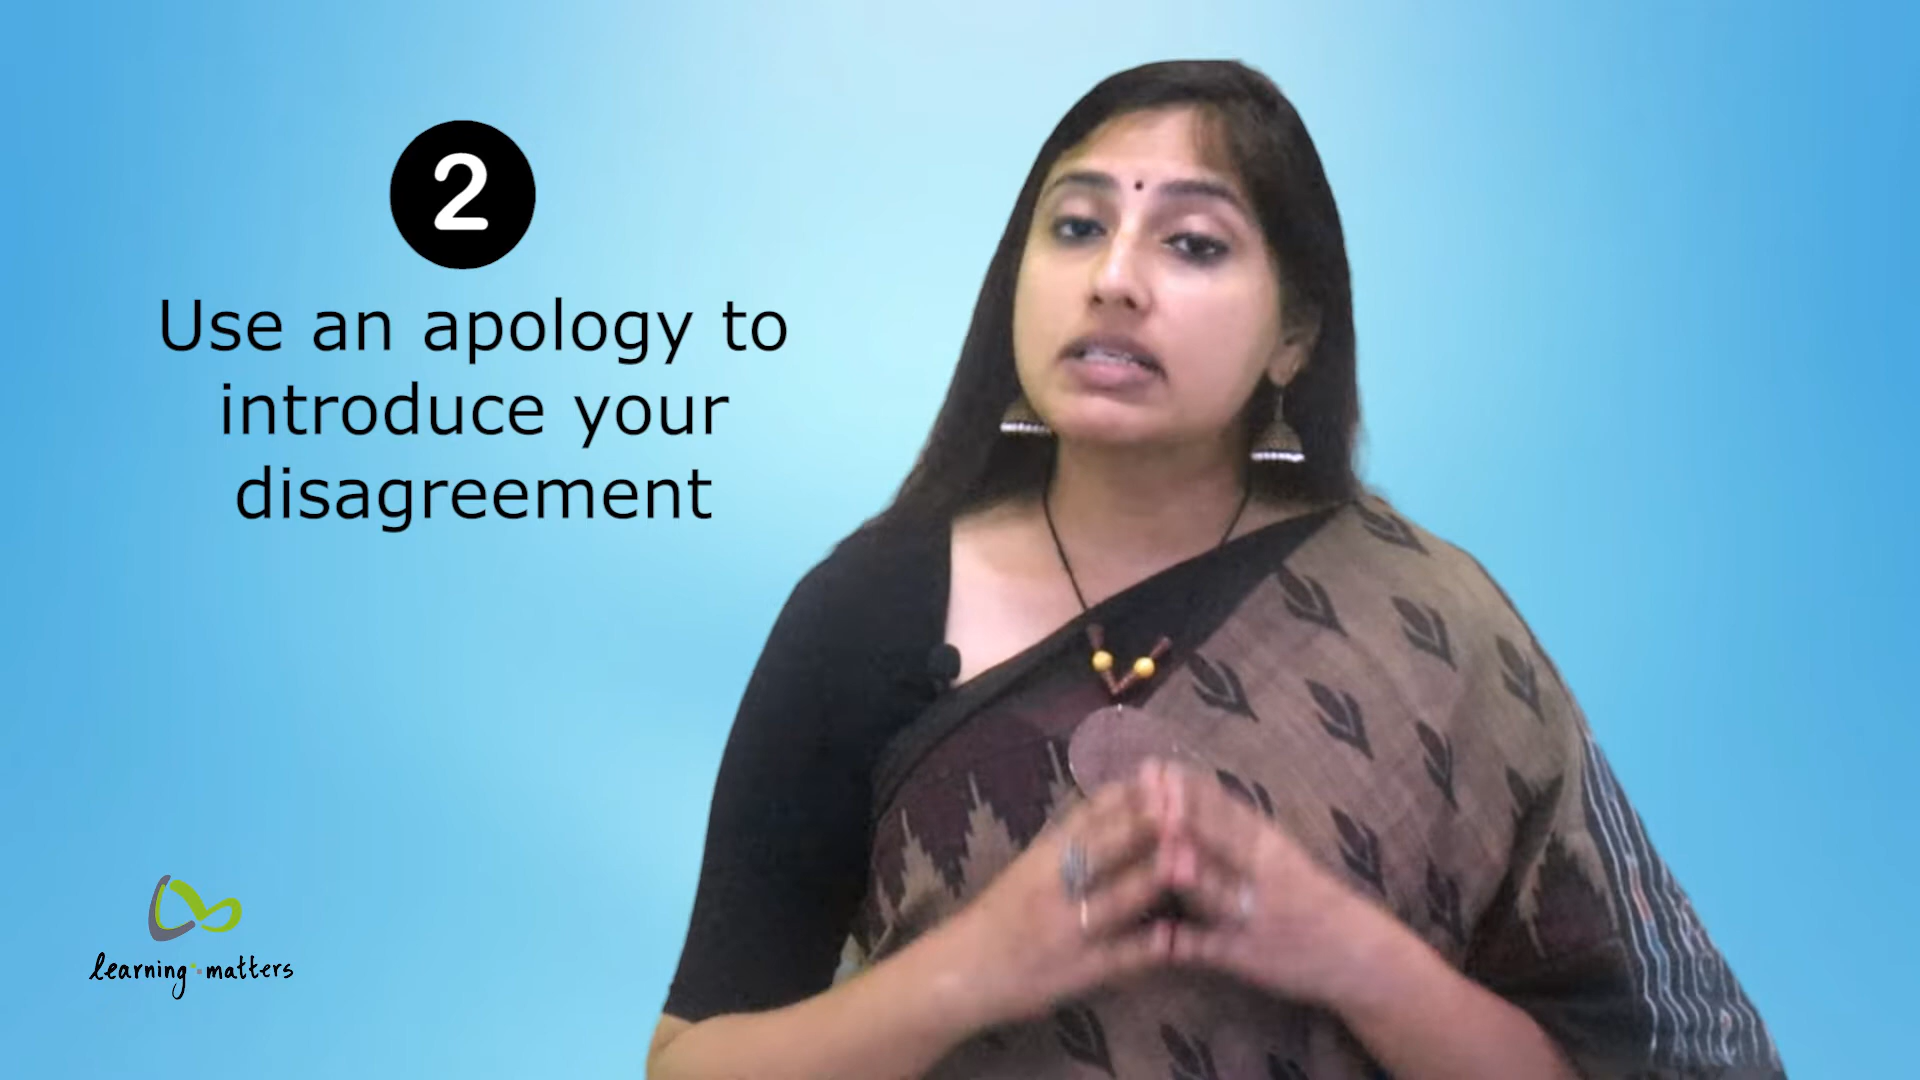 2
Use an apology to
introduce your
disagreement
learning matters